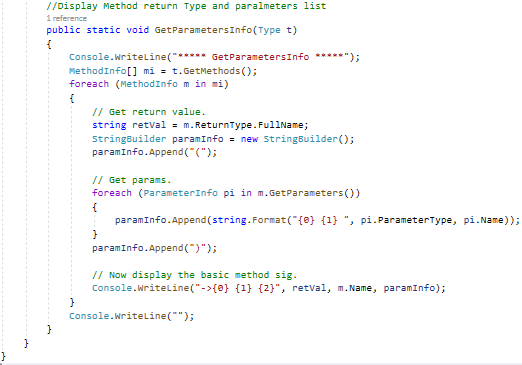 //Display Method return Type and paralmeters list
1 reference
public static void GetParametersInfo(Type t)
{
Console.WriteLine("***** GetParametersInfo *****");
MethodInfo[] mi = t.GetMethods();
foreach (MethodInfo m in mi)
{
// Get return value.
string retVal = m.ReturnType.FullName;
StringBuilder paramInfo = new StringBuilder();
paramInfo.Append("(");
// Get params.
foreach (ParameterInfo pi in m.GetParameters())
{
paramInfo.Append(string.Format("{0} {1} ", pi.ParameterType, pi.Name));
}
paramInfo.Append(")");
// Now display the basic method sig.
Console.WriteLine("->{0} {1} {2}", retVal, m.Name, paramInfo);
}
Console.WriteLine("");
}
}
}